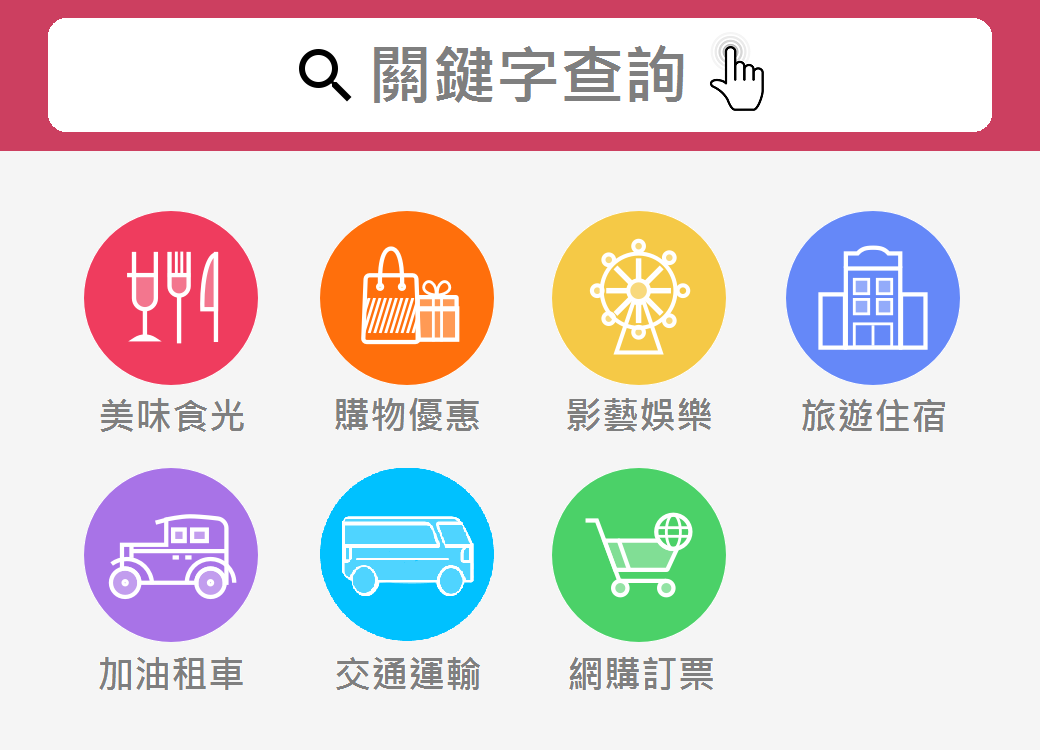 關鍵字查詢
美味食光
購物優惠
影藝娛樂
旅遊住宿
加油租車
交通運輸
網購訂票